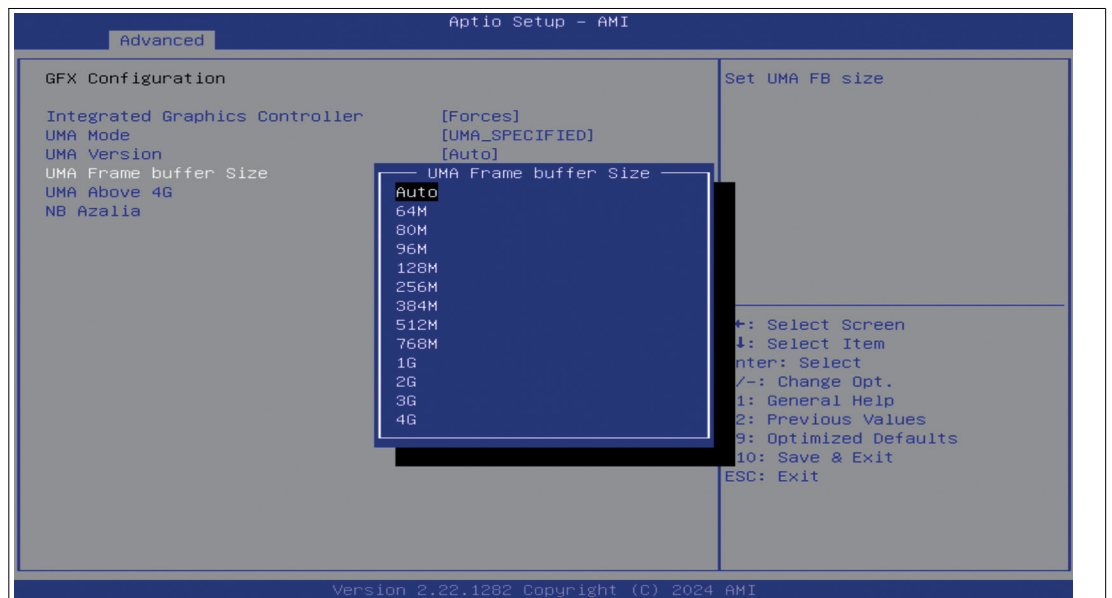 Aptio Setup - AMI
Advanced
GFX Configuration
Integrated Graphics Controller [Forces]
UMA Mode [UMA_SPECIFIED]
UMA Version [Auto]
UMA Frame buffer Size
UMA Above 4G
NB Azalia
UMA Frame buffer Size
Auto
64M
80M
96M
128M
256M
384M
512M
768M
1G
2G
3G
4G
Set UMA FB size
: Select Screen
: Select Item
nter: Select
/-: Change Opt.
1: General Help
2: Previous Values
9: Optimized Defaults
10: Save & Exit
ESC: Exit
Version 2.22.1282 Copyright (C) 2024 AMI